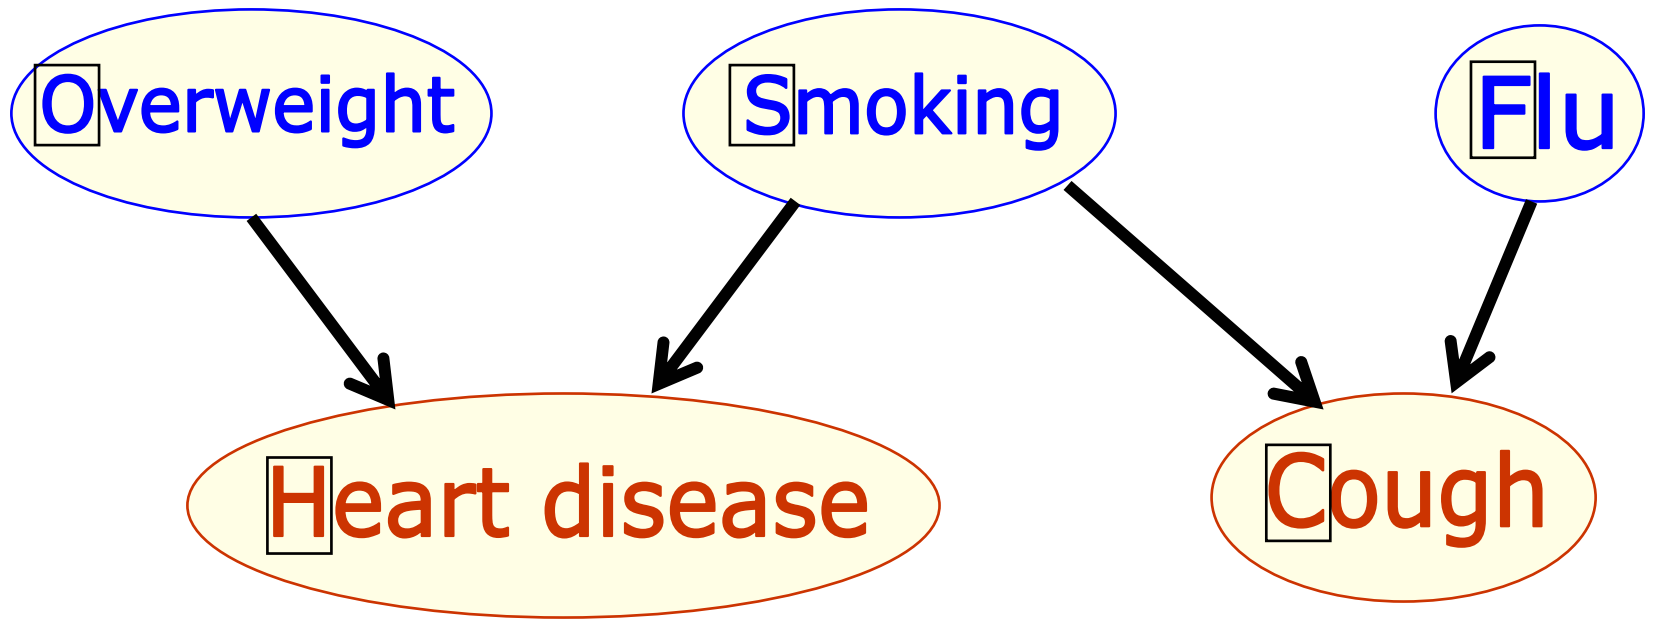 Overweight
Smoking
Flu
Heart disease
Cough